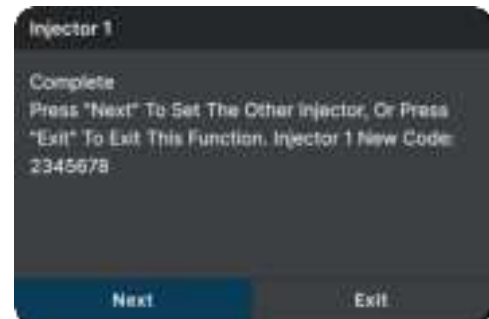 Injector 1
Complete
Press "Next" To Set The Other Injector, Or Press
"Exit" To Exit This Function. Injector 1 New Code:
2345678
Next
Exit